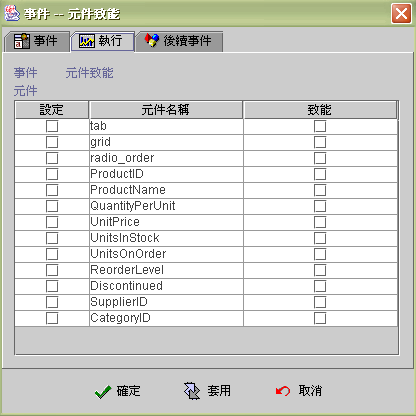 事件 -- 元件致能
事件 執行 後續事件
事件 元件致能
元件
設定 元件名稱 致能
tab
grid
radio_order
ProductID
ProductName
QuantityPerUnit
UnitPrice
UnitsInStock
UnitsOnOrder
ReorderLevel
Discontinued
SupplierID
CategoryID
確定 套用 取消